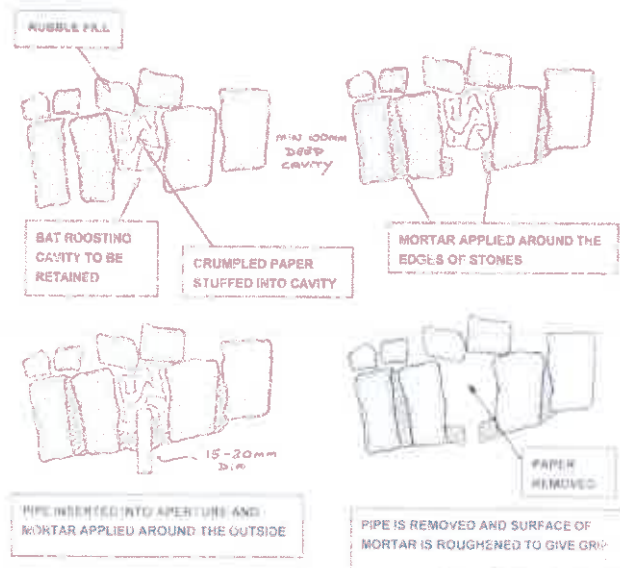 RUBBLE FILL
MIN 100MM
DEEP
CAVITY
BAT ROOSTING
CAVITY TO BE
RETAINED
CRUMPLED PAPER
STUFFED INTO CAVITY
MORTAR APPLIED AROUND THE
EDGES OF STONES
15-20mm
DIA
PIPE INSERTED INTO APERTURE AND
MORTAR APPLIED AROUND THE OUTSIDE
PAPER
REMOVED
PIPE IS REMOVED AND SURFACE OF
MORTAR IS ROUGHENED TO GIVE GRIP